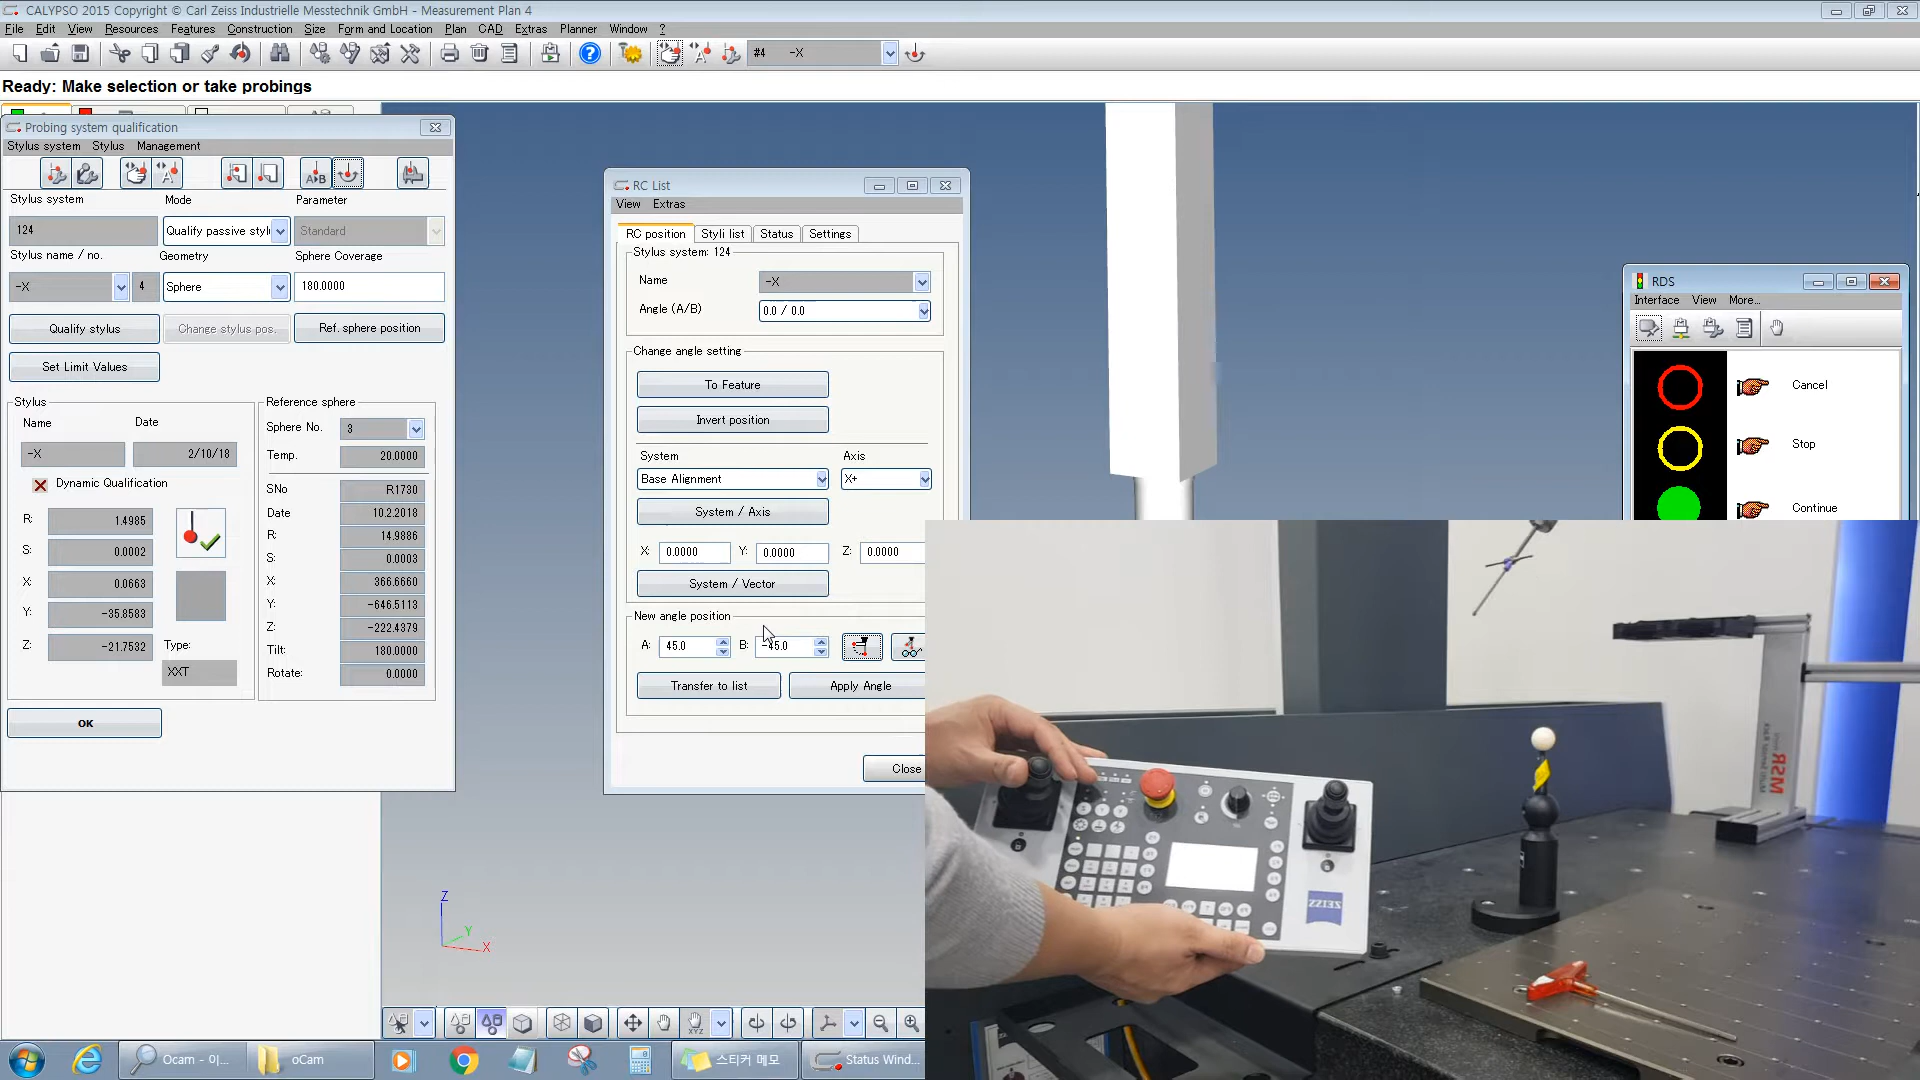 CALYPSO 2015 Copyright © Carl Zeiss Industrielle Messtechnik GmbH - Measurement Plan 4
File Edit View Resources Features Construction Size Form and Location Plan CAD Extras Planner Window ?
#4 -X
Ready: Make selection or take probings
Probing system qualification
Stylus system Stylus Management
Stylus system Mode Parameter
124 Qualify passive styl Standard
Stylus name / no. Geometry Sphere Coverage
-X 4 Sphere 180.0000
Qualify stylus Change stylus pos. Ref. sphere position
Set Limit Values
Stylus
Name Date
-X 2/10/18
Dynamic Qualification
R: 1.4985
S: 0.0002
X: 0.0663
Y: -35.8583
Z: -21.7532 Type:
XXT
Reference sphere
Sphere No. 3
Temp. 20.0000
SNo R1730
Date 10.2.2018
R: 14.9886
S: 0.0003
X: 366.6660
Y: -646.5113
Z: -222.4379
Tilt: 180.0000
Rotate: 0.0000
OK
RC List
View Extras
RC position Styli list Status Settings
Stylus system: 124
Name -X
Angle (A/B) 0.0 / 0.0
Change angle setting
To Feature
Invert position
System Axis
Base Alignment X+
System / Axis
X: 0.0000 Y: 0.0000 Z: 0.0000
System / Vector
New angle position
A: 45.0 B: -45.0
Transfer to list Apply Angle
Close
RDS
Interface View More...
Cancel
Stop
Continue
Z
Y
X
ZEISS
MSR
XYZ
Ocam - 이... oCam 스티커 메모 Status Wind...